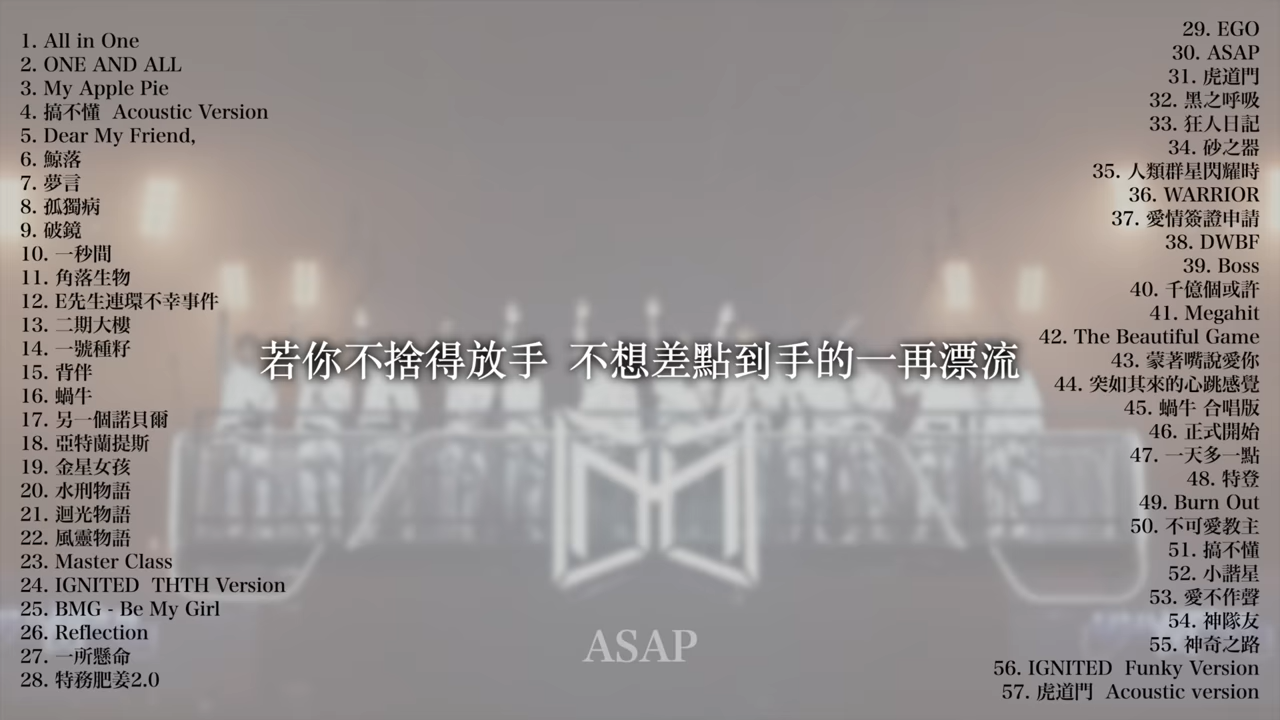 1. All in One
2. ONE AND ALL
3. My Apple Pie
4. 搞不懂  Acoustic Version
5. Dear My Friend,
6. 鯨落
7. 夢言
8. 孤獨病
9. 破鏡
10. 一秒間
11. 角落生物
12. E先生連環不幸事件
13. 二期大樓
14. 一號種籽
15. 背伴
16. 蝸牛
17. 另一個諾貝爾
18. 亞特蘭提斯
19. 金星女孩
20. 水刑物語
21. 迴光物語
22. 風靈物語
23. Master Class
24. IGNITED  THTH Version
25. BMG - Be My Girl
26. Reflection
27. 一所懸命
28. 特務肥姜2.0
若你不捨得放手 不想差點到手的一再漂流
ASAP
29. EGO
30. ASAP
31. 虎道門
32. 黑之呼吸
33. 狂人日記
34. 砂之器
35. 人類群星閃耀時
36. WARRIOR
37. 愛情簽證申請
38. DWBF
39. Boss
40. 千億個或許
41. Megahit
42. The Beautiful Game
43. 蒙著嘴說愛你
44. 突如其來的心跳感覺
45. 蝸牛 合唱版
46. 正式開始
47. 一天多一點
48. 特登
49. Burn Out
50. 不可愛教主
51. 搞不懂
52. 小諧星
53. 愛不作聲
54. 神隊友
55. 神奇之路
56. IGNITED  Funky Version
57. 虎道門  Acoustic version